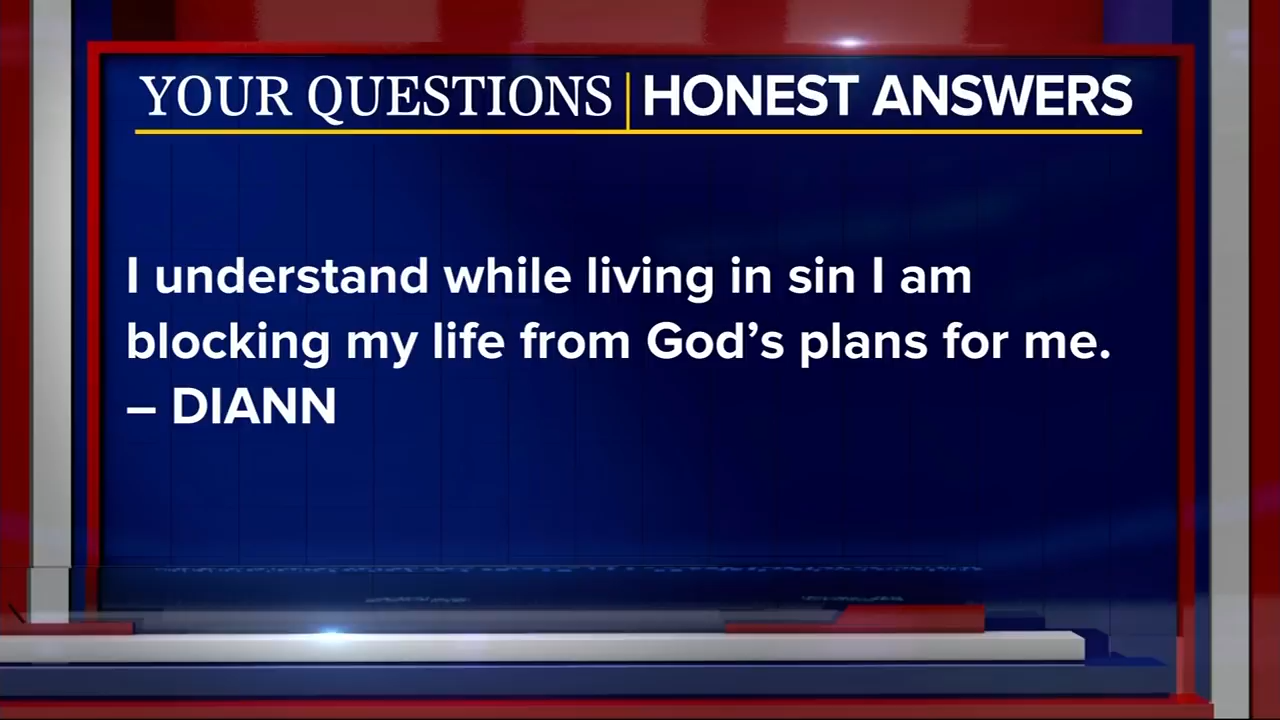 YOUR QUESTIONS | HONEST ANSWERS
I understand while living in sin I am
blocking my life from God’s plans for me.
– DIANN